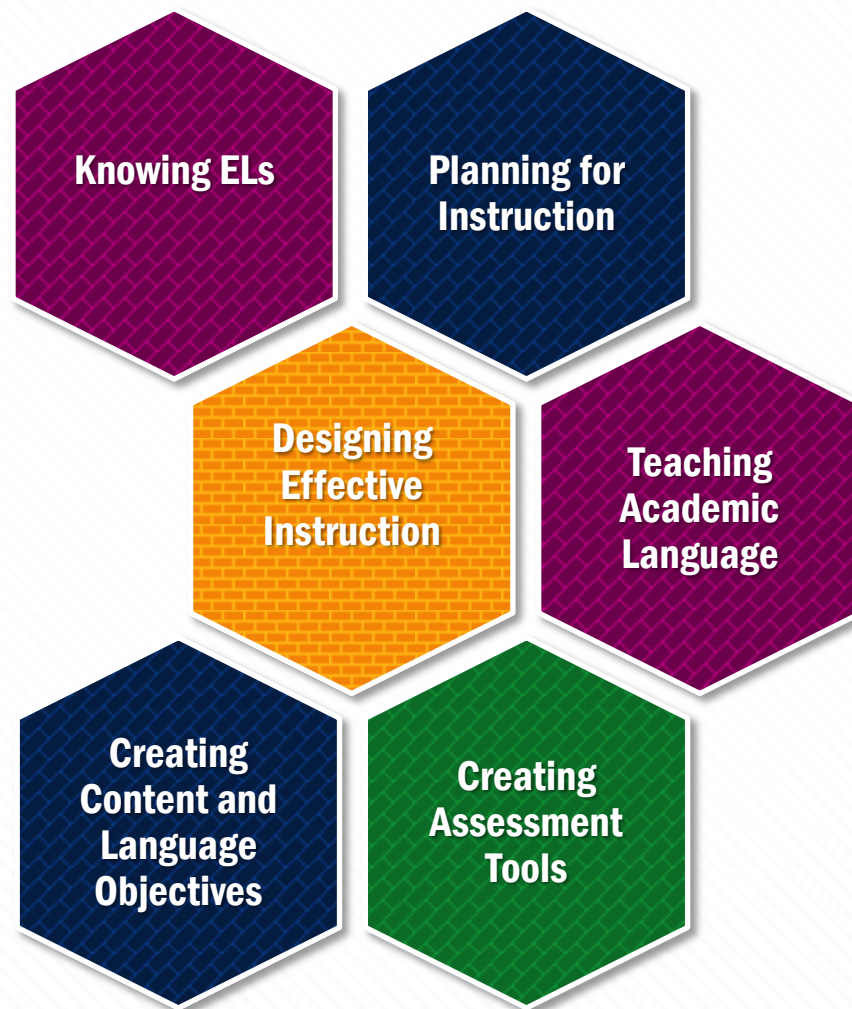 Knowing ELs
Planning for
Instruction
Designing
Effective
Instruction
Teaching
Academic
Language
Creating
Content and
Language
Objectives
Creating
Assessment
Tools